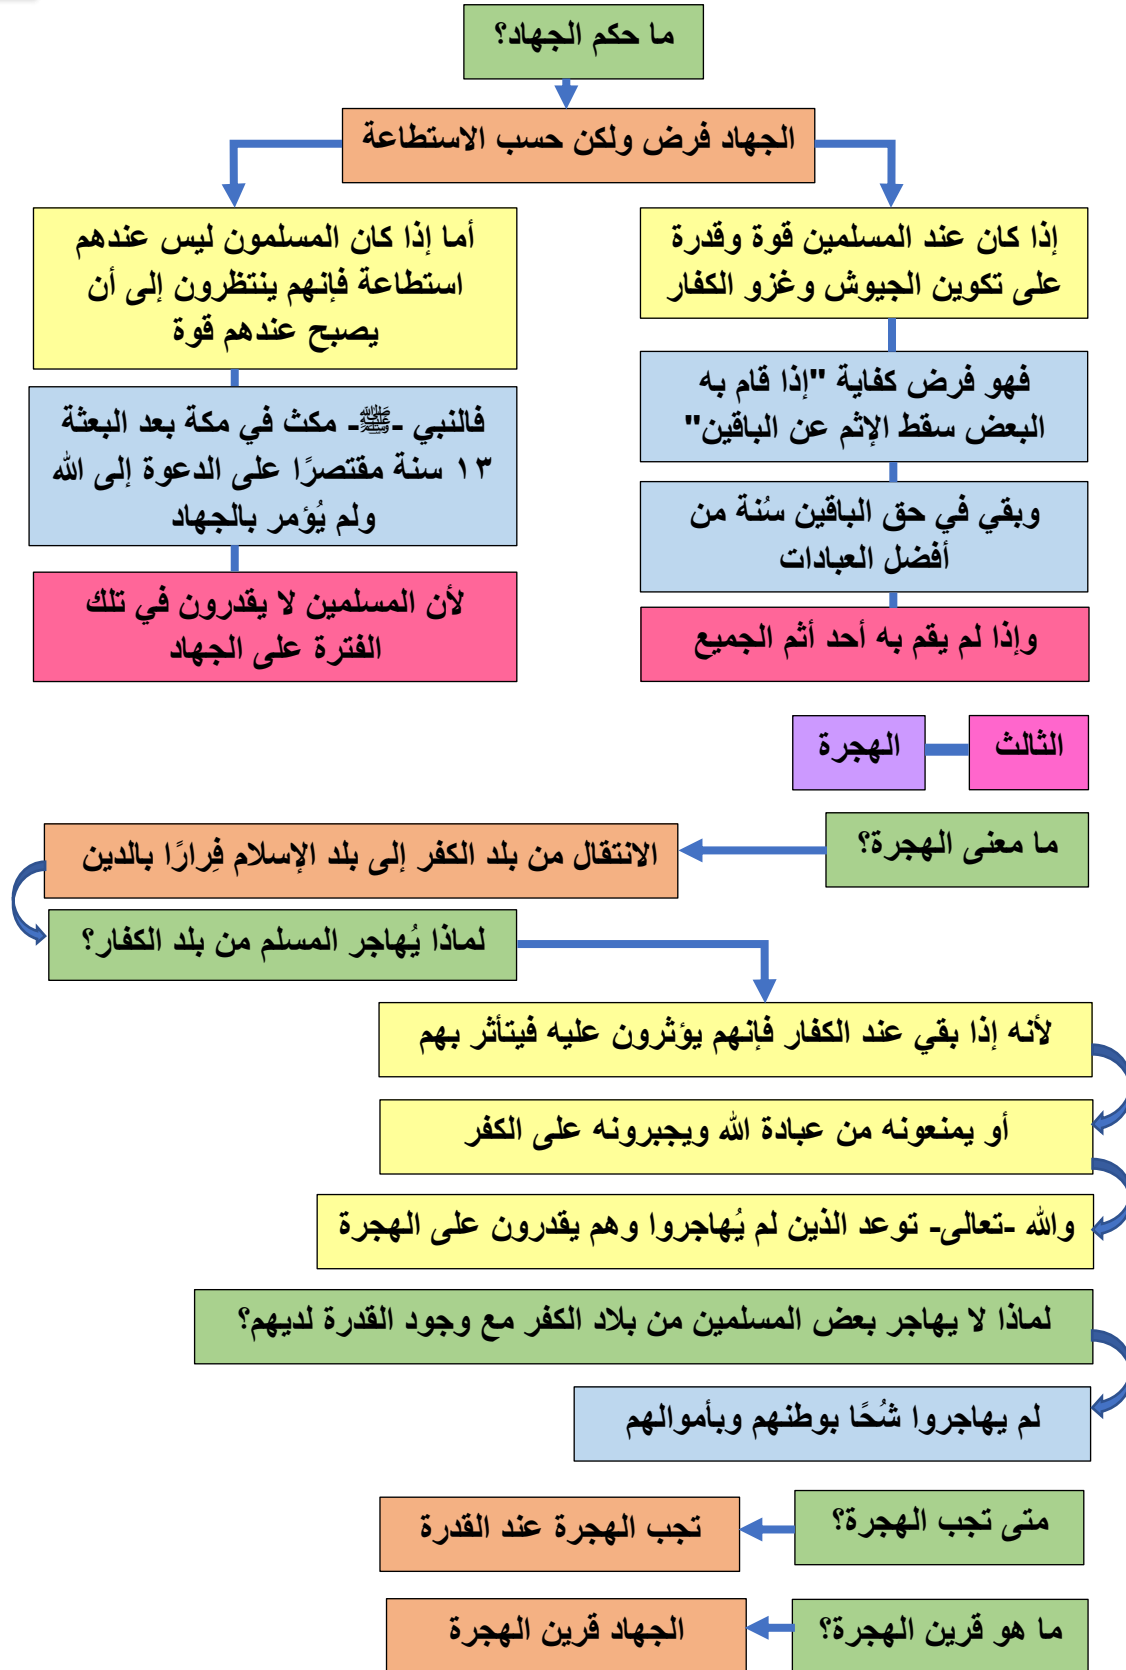 ما حكم الجهاد؟
الجهاد فرض ولكن حسب الاستطاعة
إذا كان عند المسلمين قوة وقدرة
على تكوين الجيوش وغزو الكفار
فهو فرض كفاية "إذا قام به
البعض سقط الإثم عن الباقين"
وبقي في حق الباقين سُنة من
أفضل العبادات
وإذا لم يقم به أحد أثم الجميع
أما إذا كان المسلمون ليس عندهم
استطاعة فإنهم ينتظرون إلى أن
يصبح عندهم قوة
فالنبي -ﷺ- مكث في مكة بعد البعثة
١٣ سنة مقتصرًا على الدعوة إلى الله
ولم يُؤمر بالجهاد
لأن المسلمين لا يقدرون في تلك
الفترة على الجهاد
الثالث
الهجرة
ما معنى الهجرة؟
الانتقال من بلد الكفر إلى بلد الإسلام فِرارًا بالدين
لماذا يُهاجر المسلم من بلد الكفار؟
لأنه إذا بقي عند الكفار فإنهم يؤثرون عليه فيتأثر بهم
أو يمنعونه من عبادة الله ويجبرونه على الكفر
والله -تعالى- توعد الذين لم يُهاجروا وهم يقدرون على الهجرة
لماذا لا يهاجر بعض المسلمين من بلاد الكفر مع وجود القدرة لديهم؟
لم يهاجروا شُحًا بوطنهم وبأموالهم
متى تجب الهجرة؟
تجب الهجرة عند القدرة
ما هو قرين الهجرة؟
الجهاد قرين الهجرة